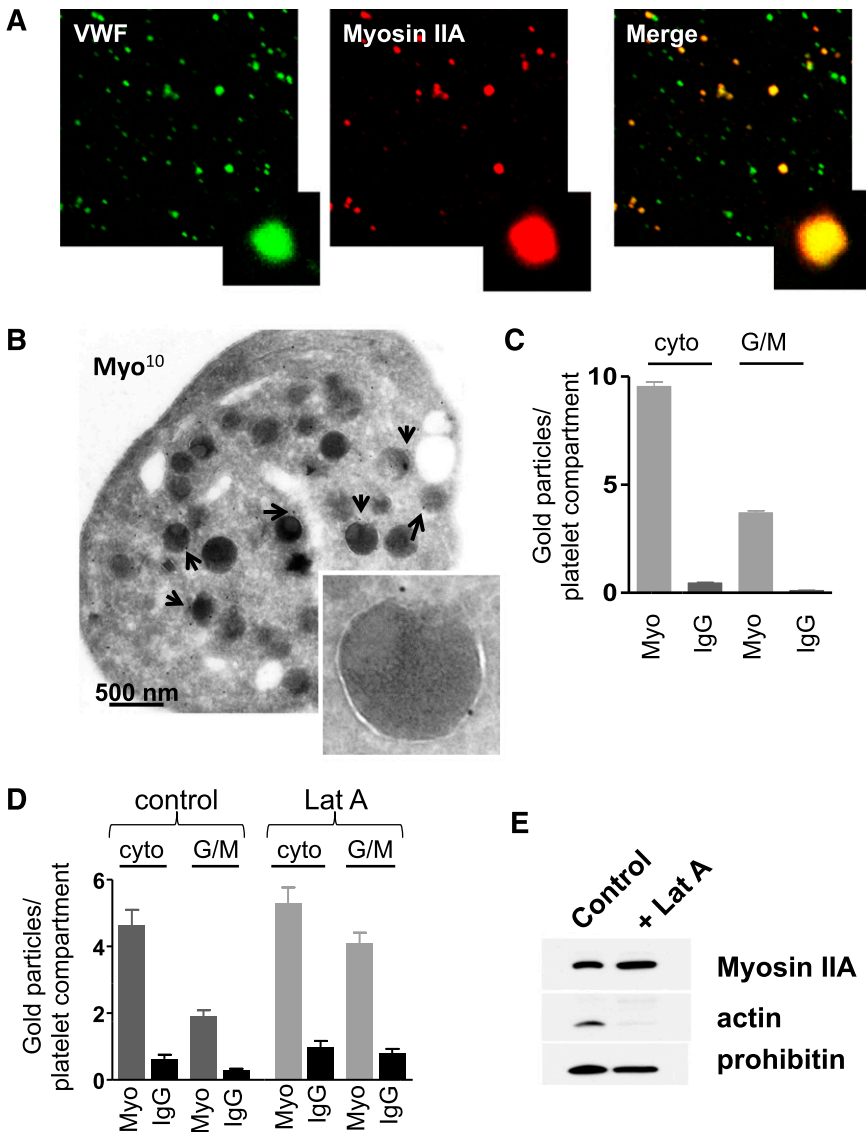 A
VWF
Myosin IIA
Merge
B
Myo10
500 nm
C
cyto
G/M
Gold particles/
platelet compartment
10
5
0
Myo
IgG
Myo
IgG
D
control
Lat A
cyto
G/M
cyto
G/M
Gold particles/
platelet compartment
6
4
2
0
Myo
IgG
Myo
IgG
Myo
IgG
Myo
IgG
E
Control
+ Lat A
Myosin IIA
actin
prohibitin